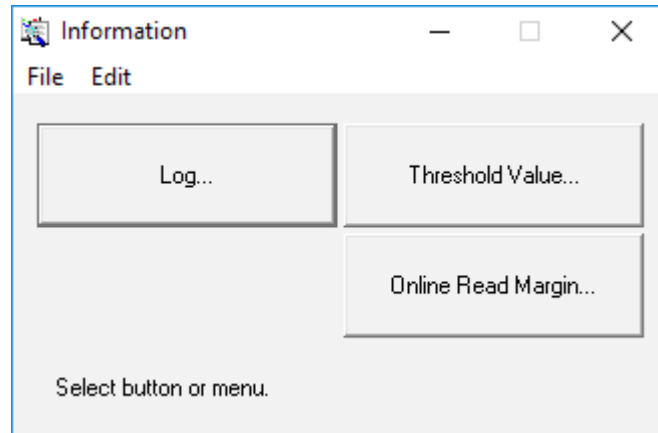 Information
File Edit
Log...
Threshold Value...
Online Read Margin...
Select button or menu.